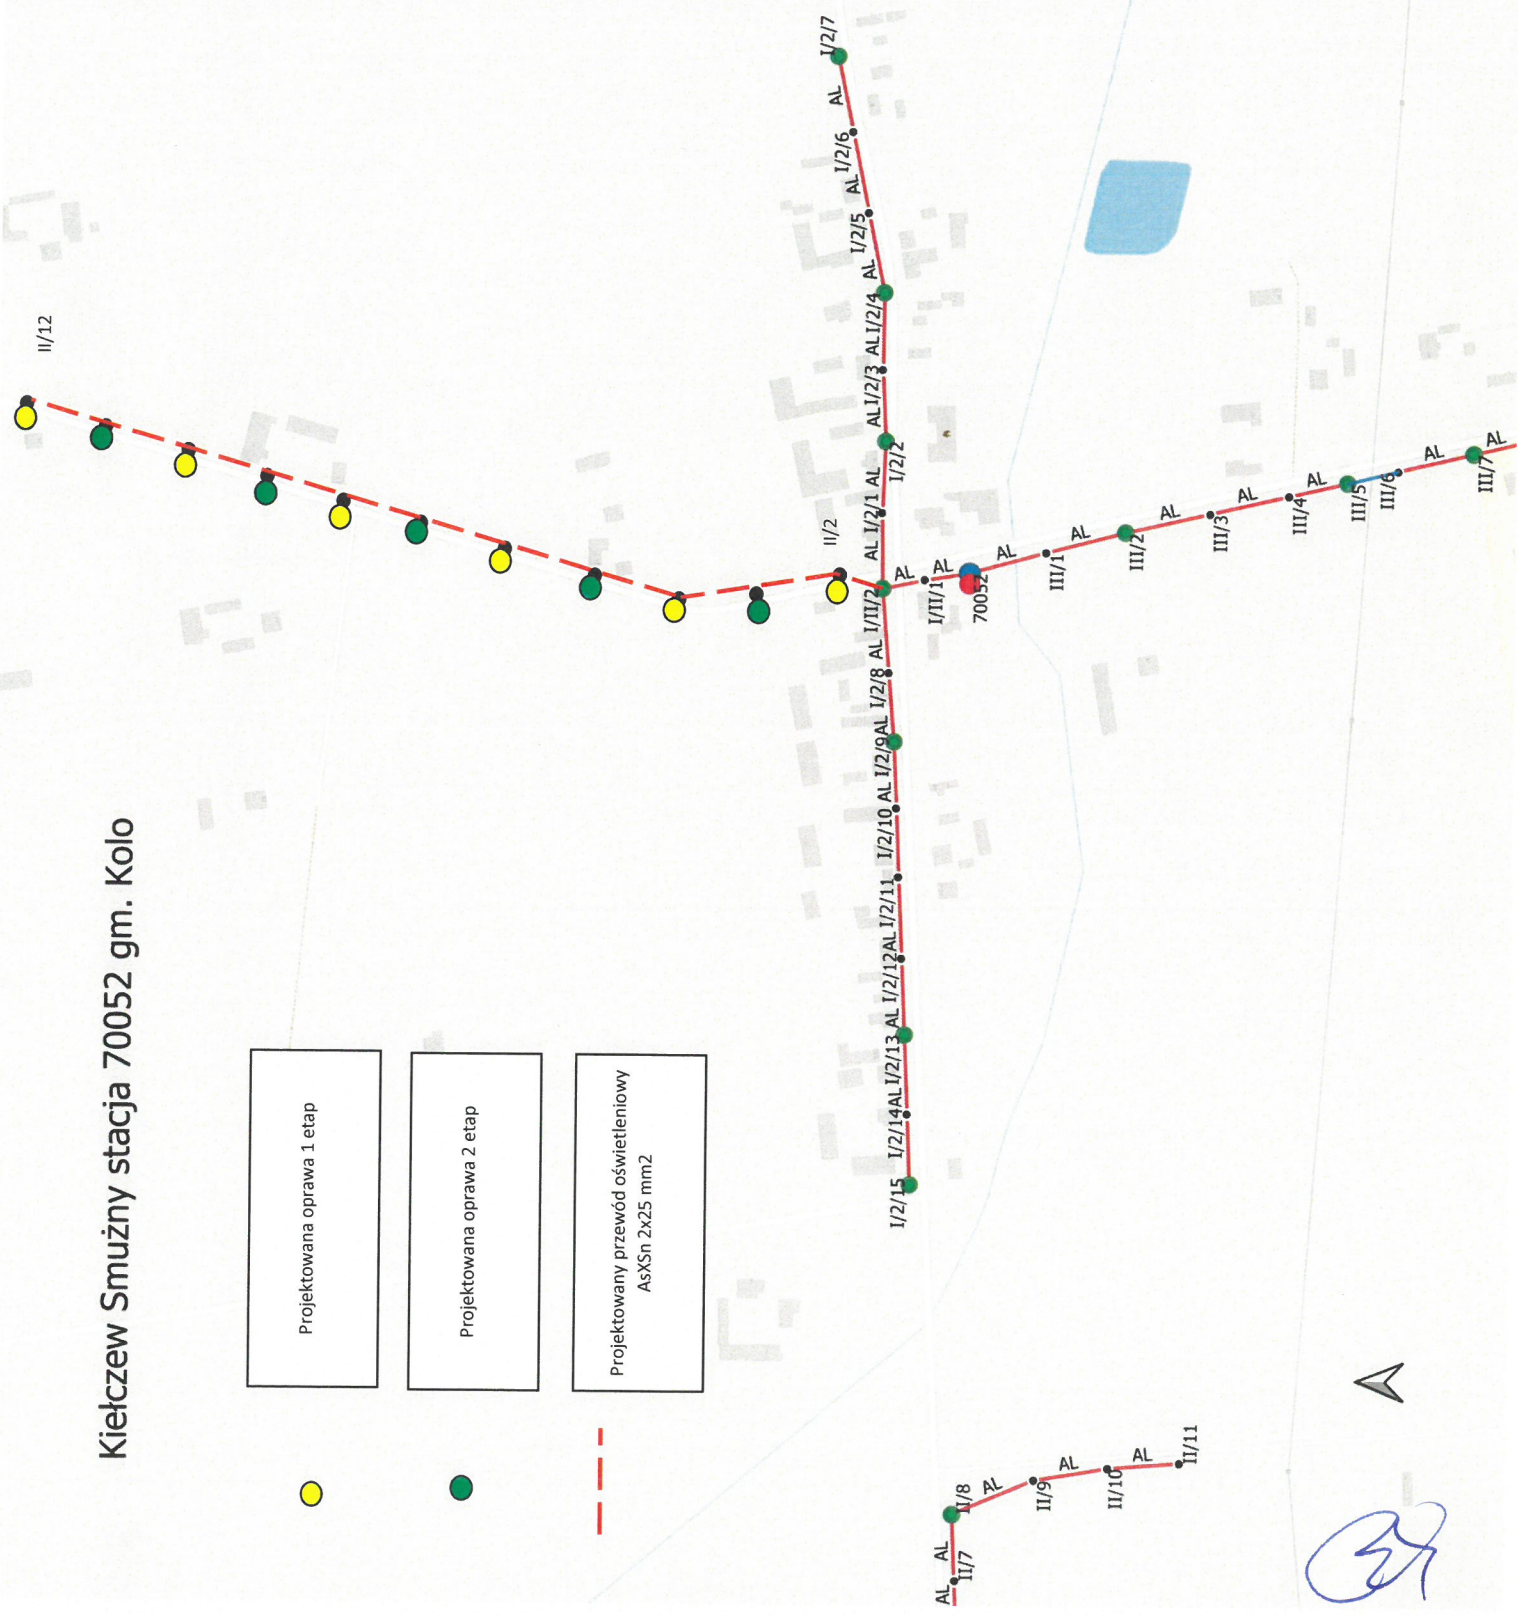 Kiełczew Smużny stacja 70052 gm. Koło
Projektowana oprawa 1 etap
Projektowana oprawa 2 etap
Projektowany przewód oświetleniowy
AsXSn 2x25 mm2
II/12
II/2
I/2/7
AL
I/2/6
AL
I/2/5
AL
I/2/4
AL
I/2/3
AL
I/2/2
AL
I/2/1
AL
I/II/2
AL
I/II/1
AL
70052
AL
I/2/8
AL
I/2/9
AL
I/2/10
I/2/11
AL
I/2/12
AL
I/2/13
AL
I/2/14
I/2/15
AL
III/1
AL
III/2
AL
III/3
AL
III/4
AL
III/5
III/6
AL
III/7
AL
AL
II/7
AL
II/8
AL
II/9
AL
II/10
AL
II/11